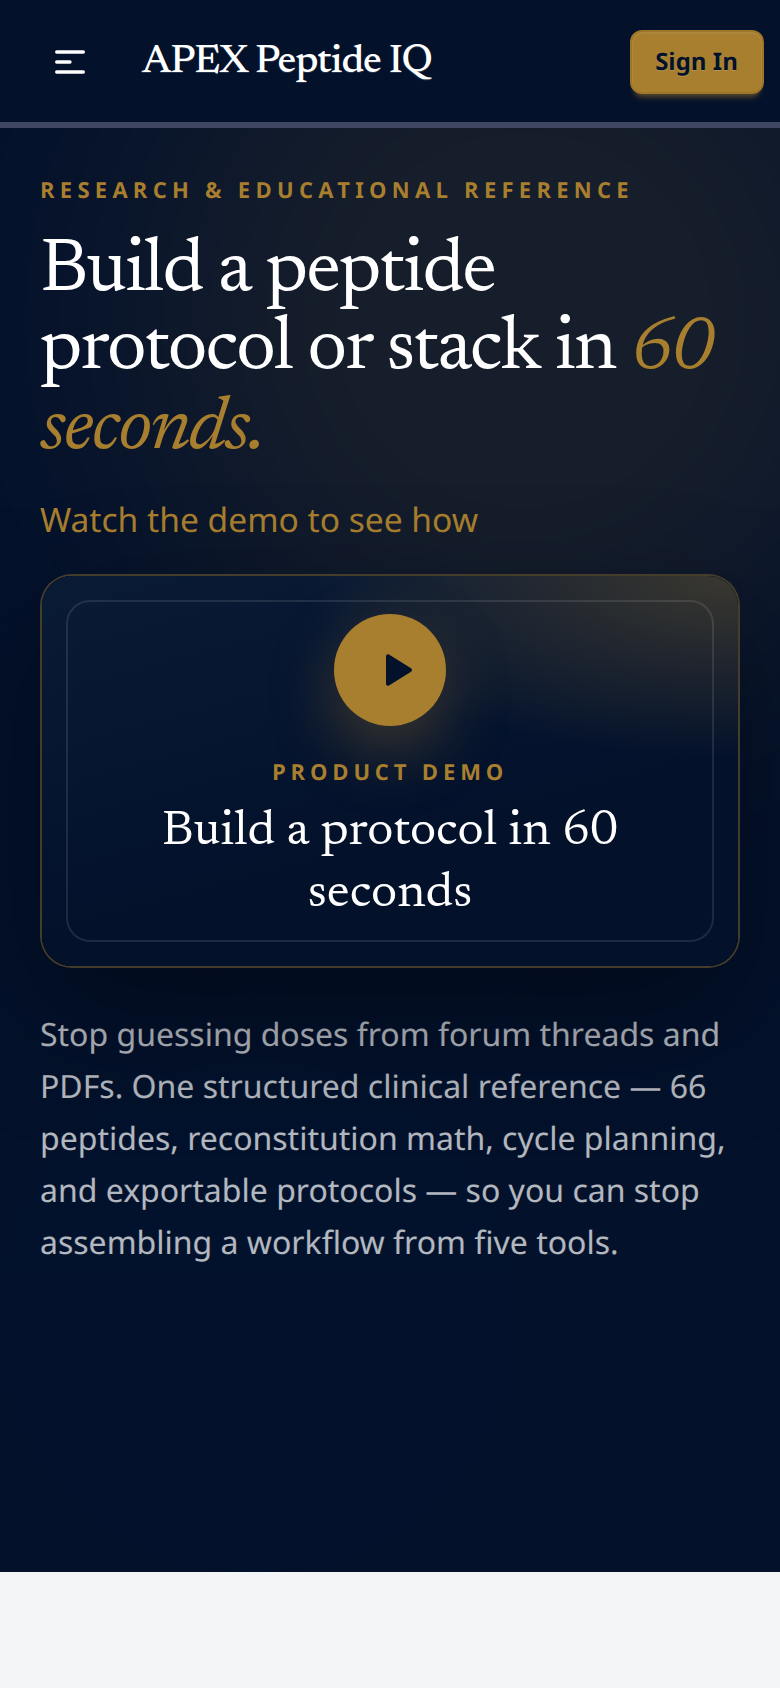 APEX Peptide IQ
Sign In
RESEARCH & EDUCATIONAL REFERENCE
Build a peptide
protocol or stack in 60
seconds.
Watch the demo to see how
PRODUCT DEMO
Build a protocol in 60
seconds
Stop guessing doses from forum threads and
PDFs. One structured clinical reference — 66
peptides, reconstitution math, cycle planning,
and exportable protocols — so you can stop
assembling a workflow from five tools.